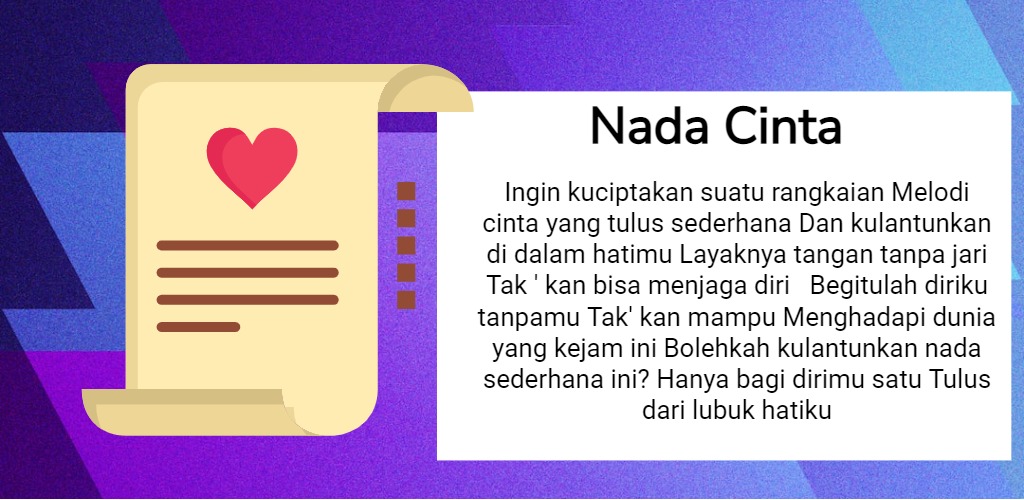 Nada Cinta
Ingin kuciptakan suatu rangkaian Melodi
cinta yang tulus sederhana Dan kulantunkan
di dalam hatimu Layaknya tangan tanpa jari
Tak ' kan bisa menjaga diri   Begitulah diriku
tanpamu Tak' kan mampu Menghadapi dunia
yang kejam ini Bolehkah kulantunkan nada
sederhana ini? Hanya bagi dirimu satu Tulus
dari lubuk hatiku